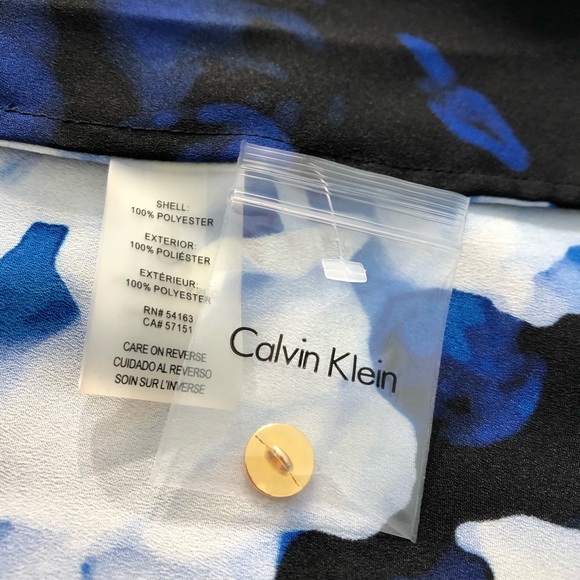 SHELL:
100% POLYESTER
EXTERIOR:
100% POLIÉSTER
EXTÉRIEUR:
100% POLYESTER
RN# 54163
CA# 57151
CARE ON REVERSE
CUIDADO AL REVERSO
SOIN SUR L'INVERSE
Calvin Klein